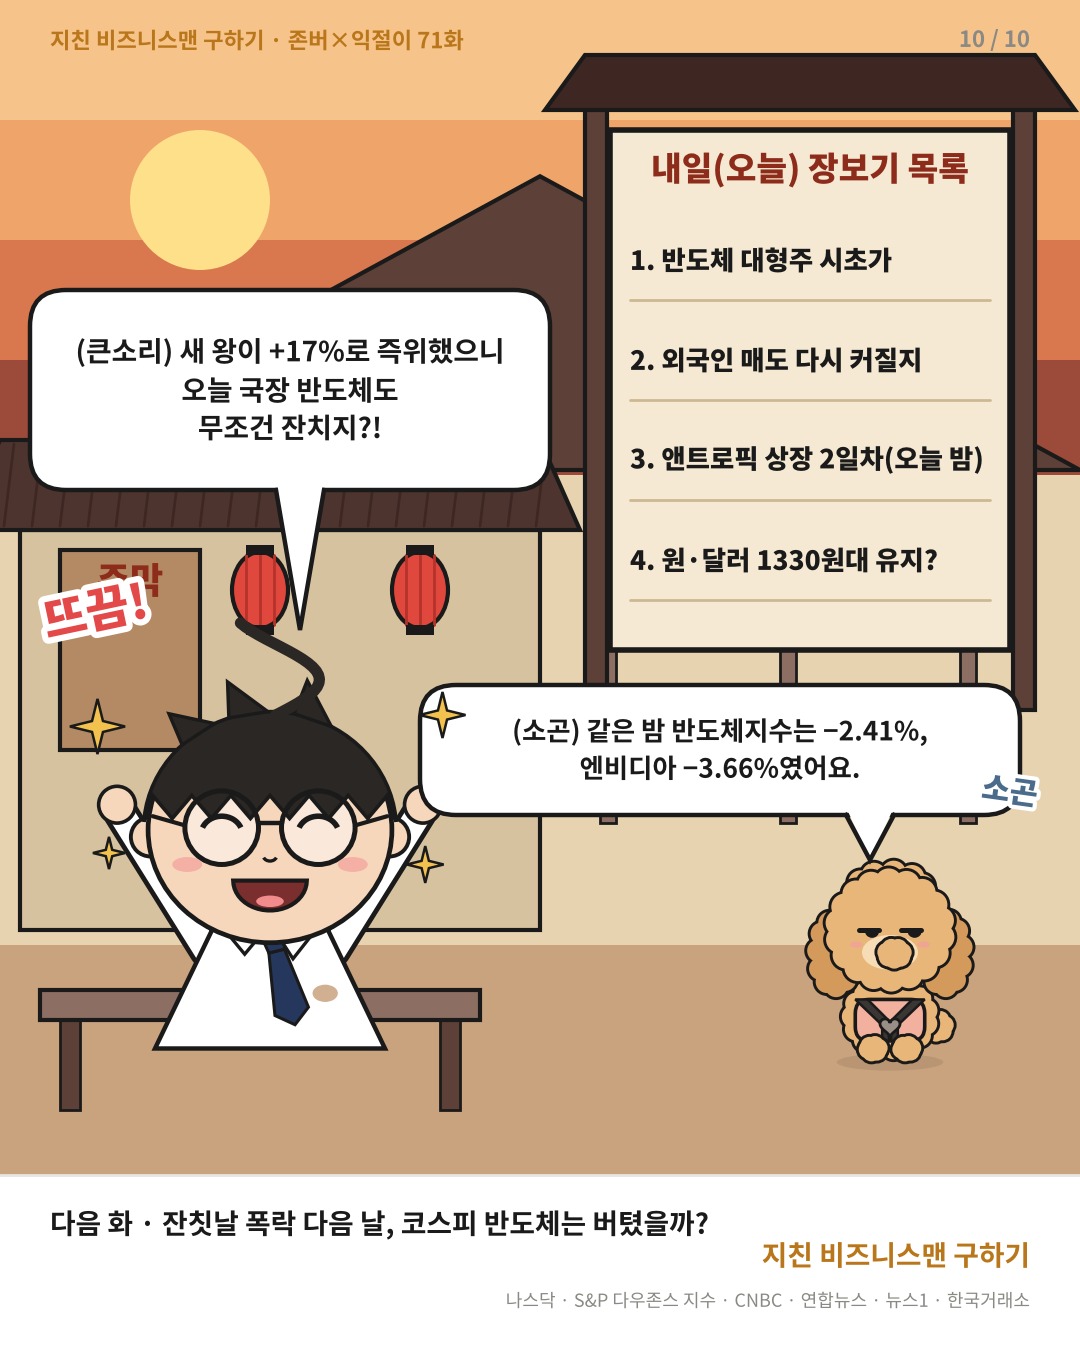 지친 비즈니스맨 구하기 · 존버×익절이 71화
10 / 10
내일(오늘) 장보기 목록
1. 반도체 대형주 시초가
2. 외국인 매도 다시 커질지
3. 앤트로픽 상장 2일차(오늘 밤)
4. 원·달러 1330원대 유지?
(큰소리) 새 왕이 +17%로 즉위했으니
오늘 국장 반도체도
무조건 잔치지?!
주막
뜨끔!
(소곤) 같은 밤 반도체지수는 −2.41%,
엔비디아 −3.66%였어요.
소곤
다음 화 · 잔칫날 폭락 다음 날, 코스피 반도체는 버텼을까?
지친 비즈니스맨 구하기
나스닥 · S&P 다우존스 지수 · CNBC · 연합뉴스 · 뉴스1 · 한국거래소